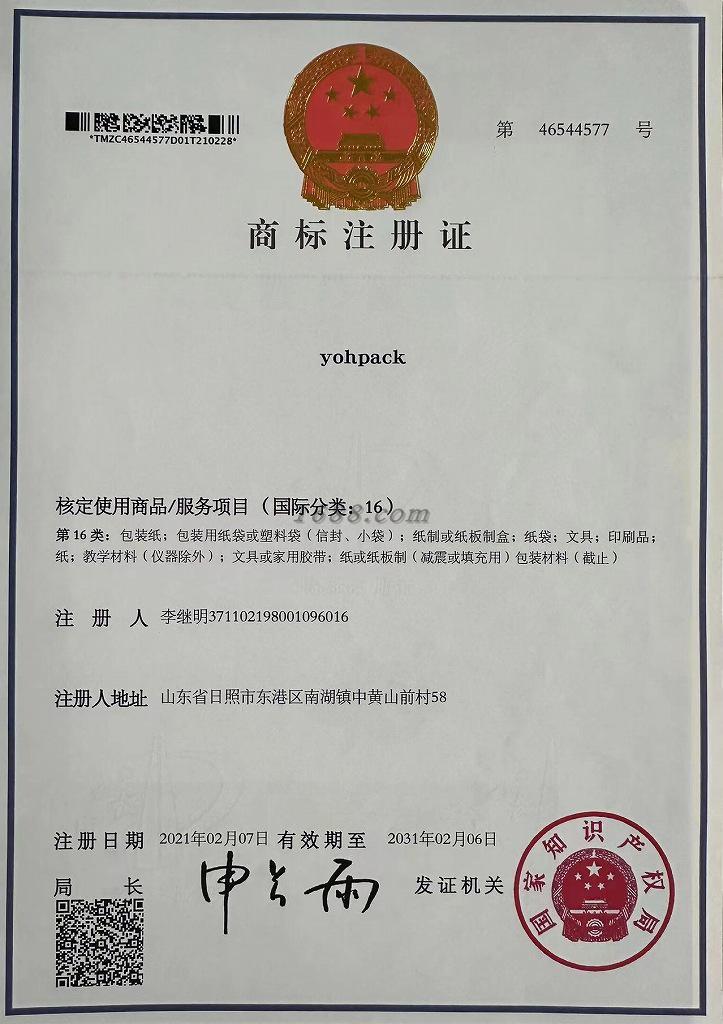 第 46544577 号
*TMZC46544577D01T210228*
商标注册证
yohpack
核定使用商品/服务项目（国际分类：16）
1688.com
第16类：包装纸；包装用纸袋或塑料袋（信封、小袋）；纸制或纸板制盒；纸袋；文具；印刷品；
纸；教学材料（仪器除外）；文具或家用胶带；纸或纸板制（减震或填充用）包装材料（截止）
注册人 李继明371102198001096016
注册人地址 山东省日照市东港区南湖镇中黄山前村58
注册日期 2021年02月07日 有效期至 2031年02月06日
局长 申长雨 发证机关
国家知识产权局